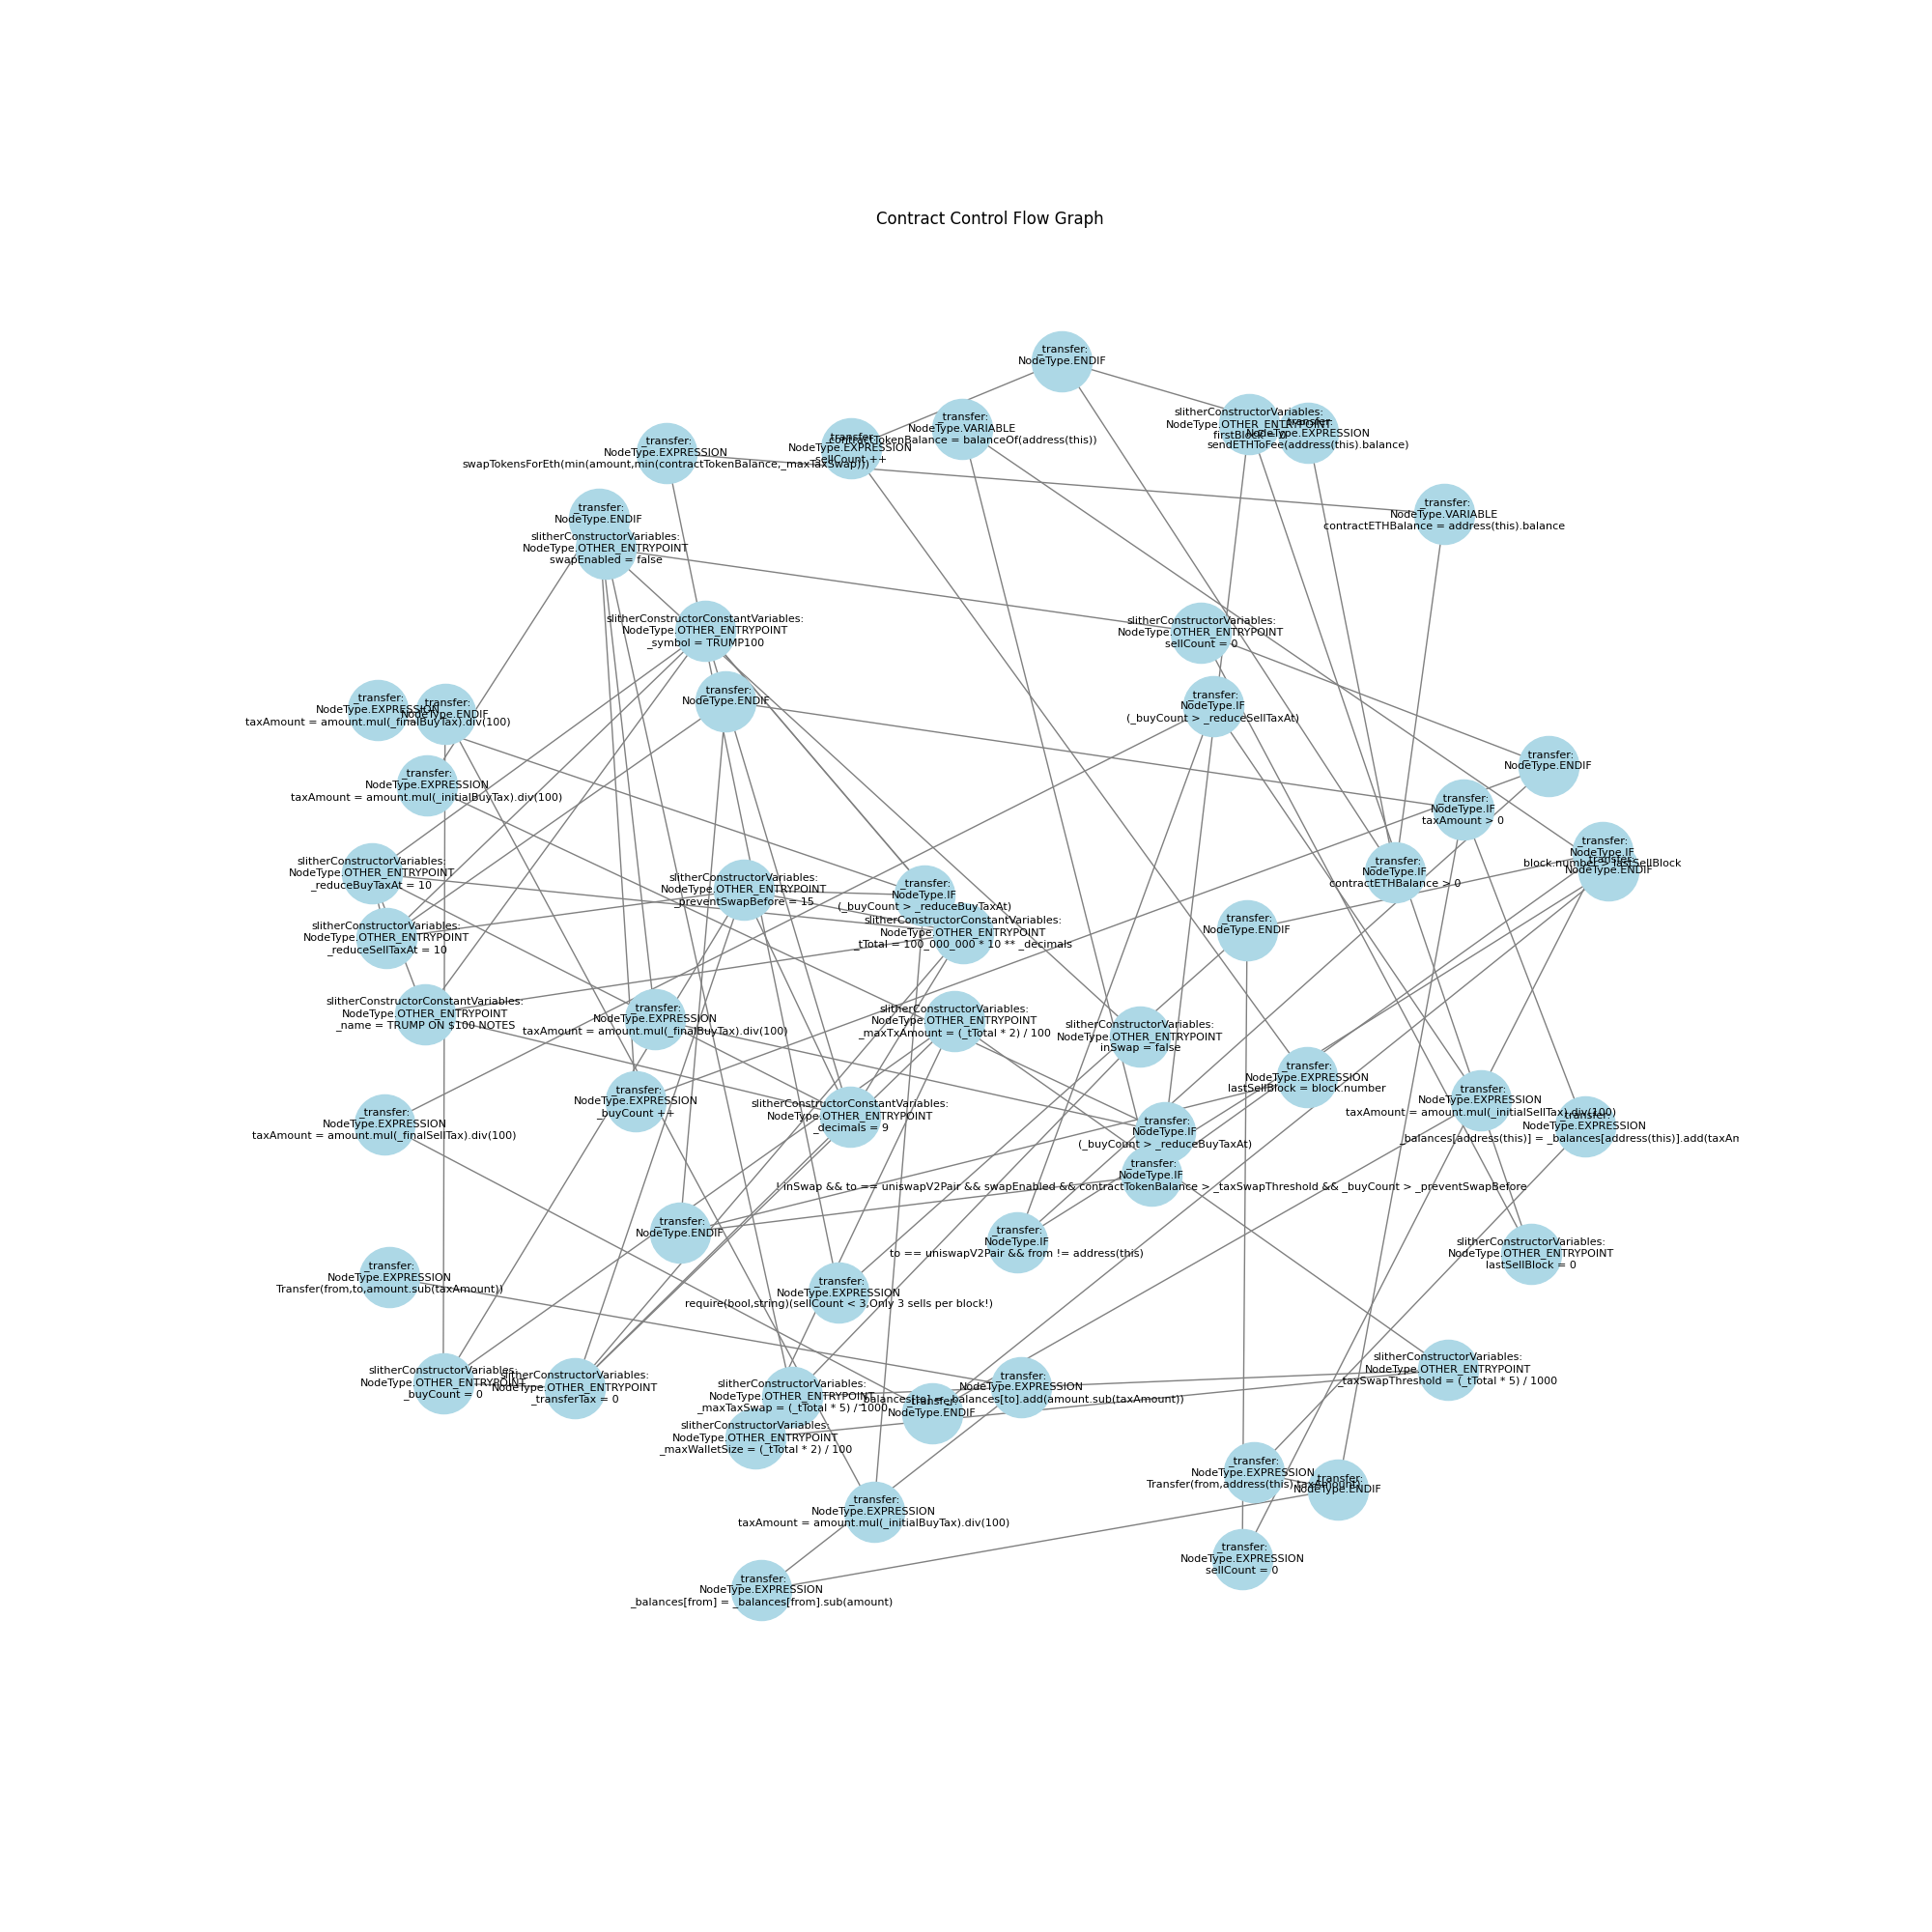 Contract Control Flow Graph
_transfer:
NodeType.ENDIF
_transfer:
NodeType.VARIABLE
contractTokenBalance = balanceOf(address(this))
slitherConstructorVariables:
NodeType.OTHER_ENTRYPOINT
firstBlock = 0
_transfer:
NodeType.EXPRESSION
sendETHToFee(address(this).balance)
_transfer:
NodeType.EXPRESSION
sellCount ++
_transfer:
NodeType.EXPRESSION
swapTokensForEth(min(amount,min(contractTokenBalance,_maxTaxSwap)))
_transfer:
NodeType.VARIABLE
contractETHBalance = address(this).balance
_transfer:
NodeType.ENDIF
slitherConstructorVariables:
NodeType.OTHER_ENTRYPOINT
swapEnabled = false
slitherConstructorConstantVariables:
NodeType.OTHER_ENTRYPOINT
_symbol = TRUMP100
slitherConstructorVariables:
NodeType.OTHER_ENTRYPOINT
sellCount = 0
_transfer:
NodeType.ENDIF
_transfer:
NodeType.IF
(_buyCount > _reduceSellTaxAt)
_transfer:
NodeType.EXPRESSION
taxAmount = amount.mul(_finalBuyTax).div(100)
_transfer:
NodeType.ENDIF
_transfer:
NodeType.ENDIF
_transfer:
NodeType.EXPRESSION
taxAmount = amount.mul(_initialBuyTax).div(100)
_transfer:
NodeType.IF
taxAmount > 0
_transfer:
NodeType.IF
block.number > lastSellBlock
_transfer:
NodeType.ENDIF
slitherConstructorVariables:
NodeType.OTHER_ENTRYPOINT
_reduceBuyTaxAt = 10
slitherConstructorVariables:
NodeType.OTHER_ENTRYPOINT
_preventSwapBefore = 15
_transfer:
NodeType.IF
(_buyCount > _reduceBuyTaxAt)
_transfer:
NodeType.IF
contractETHBalance > 0
slitherConstructorVariables:
NodeType.OTHER_ENTRYPOINT
_reduceSellTaxAt = 10
slitherConstructorConstantVariables:
NodeType.OTHER_ENTRYPOINT
_tTotal = 100_000_000 * 10 ** _decimals
_transfer:
NodeType.ENDIF
slitherConstructorConstantVariables:
NodeType.OTHER_ENTRYPOINT
_name = TRUMP ON $100 NOTES
_transfer:
NodeType.EXPRESSION
taxAmount = amount.mul(_finalBuyTax).div(100)
slitherConstructorVariables:
NodeType.OTHER_ENTRYPOINT
_maxTxAmount = (_tTotal * 2) / 100
slitherConstructorVariables:
NodeType.OTHER_ENTRYPOINT
inSwap = false
_transfer:
NodeType.EXPRESSION
lastSellBlock = block.number
_transfer:
NodeType.EXPRESSION
_buyCount ++
_transfer:
NodeType.EXPRESSION
taxAmount = amount.mul(_initialSellTax).div(100)
_transfer:
NodeType.EXPRESSION
taxAmount = amount.mul(_finalSellTax).div(100)
slitherConstructorConstantVariables:
NodeType.OTHER_ENTRYPOINT
_decimals = 9
_transfer:
NodeType.EXPRESSION
_balances[address(this)] = _balances[address(this)].add(taxAm
_transfer:
NodeType.IF
(_buyCount > _reduceBuyTaxAt)
_transfer:
NodeType.IF
! inSwap && to == uniswapV2Pair && swapEnabled && contractTokenBalance > _taxSwapThreshold && _buyCount > _preventSwapBefore
_transfer:
NodeType.ENDIF
_transfer:
NodeType.IF
to == uniswapV2Pair && from != address(this)
slitherConstructorVariables:
NodeType.OTHER_ENTRYPOINT
lastSellBlock = 0
_transfer:
NodeType.EXPRESSION
Transfer(from,to,amount.sub(taxAmount))
_transfer:
NodeType.EXPRESSION
require(bool,string)(sellCount < 3,Only 3 sells per block!)
slitherConstructorVariables:
NodeType.OTHER_ENTRYPOINT
_taxSwapThreshold = (_tTotal * 5) / 1000
slitherConstructorVariables:
NodeType.OTHER_ENTRYPOINT
_buyCount = 0
slitherConstructorVariables:
NodeType.OTHER_ENTRYPOINT
_transferTax = 0
slitherConstructorVariables:
NodeType.OTHER_ENTRYPOINT
_maxTaxSwap = (_tTotal * 5) / 1000
_transfer:
NodeType.EXPRESSION
_balances[to] = _balances[to].add(amount.sub(taxAmount))
_transfer:
NodeType.ENDIF
slitherConstructorVariables:
NodeType.OTHER_ENTRYPOINT
_maxWalletSize = (_tTotal * 2) / 100
_transfer:
NodeType.EXPRESSION
Transfer(from,address(this),taxAmount)
_transfer:
NodeType.ENDIF
_transfer:
NodeType.EXPRESSION
taxAmount = amount.mul(_initialBuyTax).div(100)
_transfer:
NodeType.EXPRESSION
sellCount = 0
_transfer:
NodeType.EXPRESSION
_balances[from] = _balances[from].sub(amount)